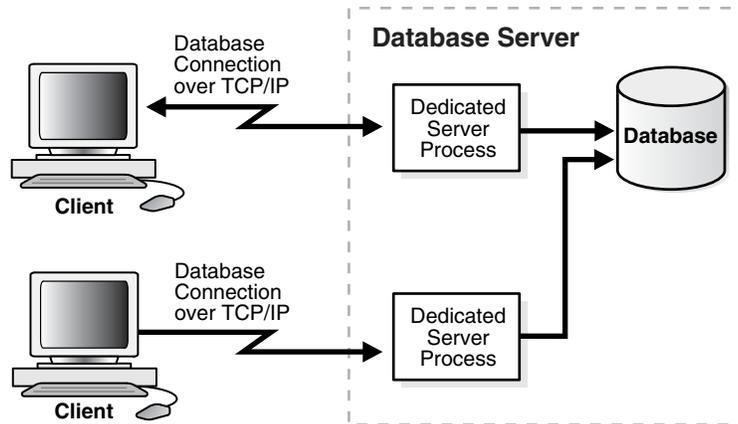 Database
Connection
over TCP/IP
Database Server
Dedicated
Server
Process
Database
Client
Database
Connection
over TCP/IP
Dedicated
Server
Process
Client